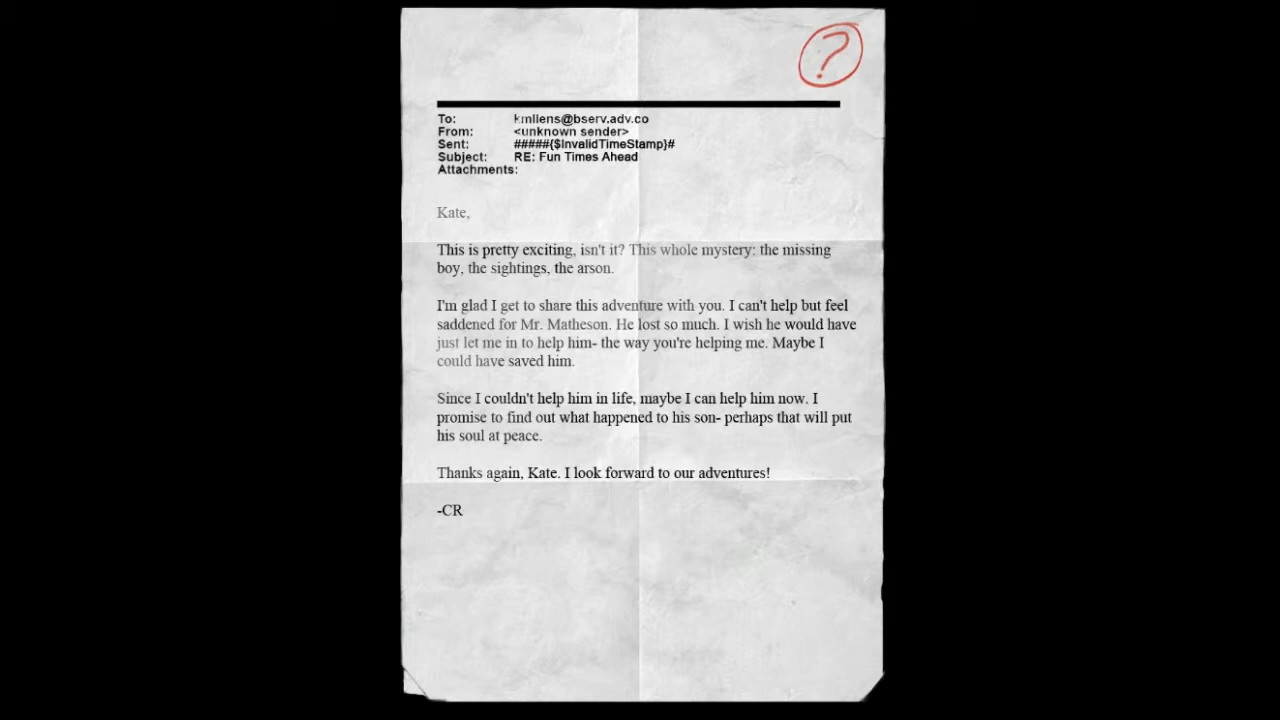 ?
To: kmilens@bserv.adv.co
From: <unknown sender>
Sent: #####{$InvalidTimeStamp}#
Subject: RE: Fun Times Ahead
Attachments:
Kate,
This is pretty exciting, isn't it? This whole mystery: the missing
boy, the sightings, the arson.
I'm glad I get to share this adventure with you. I can't help but feel
saddened for Mr. Matheson. He lost so much. I wish he would have
just let me in to help him- the way you're helping me. Maybe I
could have saved him.
Since I couldn't help him in life, maybe I can help him now. I
promise to find out what happened to his son- perhaps that will put
his soul at peace.
Thanks again, Kate. I look forward to our adventures!
-CR